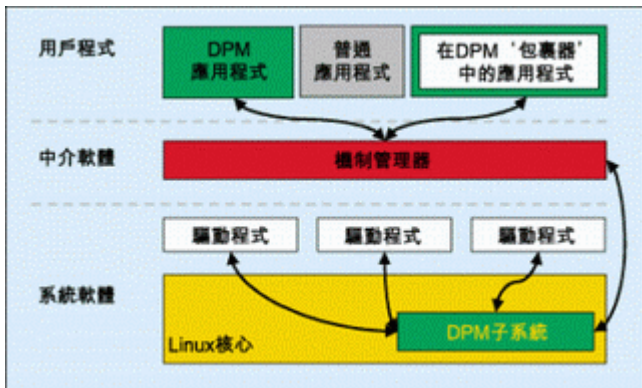 用戶程式
DPM
應用程式
普通
應用程式
在DPM‘包裹器’
中的應用程式
中介軟體
機制管理器
驅動程式
驅動程式
驅動程式
系統軟體
Linux核心
DPM子系統